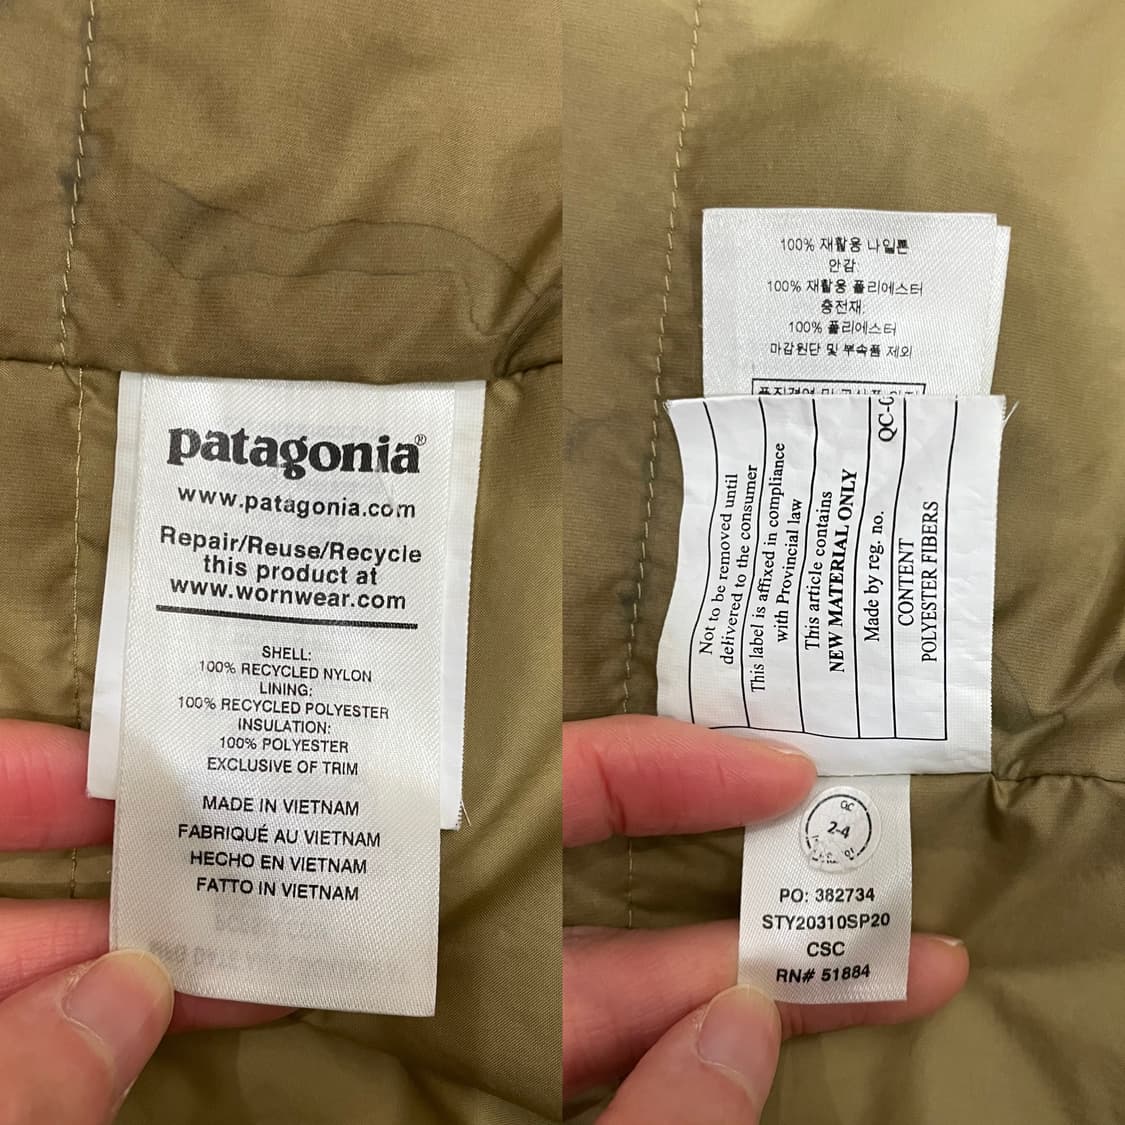 patagonia®
www.patagonia.com
Repair/Reuse/Recycle
this product at
www.wornwear.com
SHELL:
100% RECYCLED NYLON
LINING:
100% RECYCLED POLYESTER
INSULATION:
100% POLYESTER
EXCLUSIVE OF TRIM
MADE IN VIETNAM
FABRIQUÉ AU VIETNAM
HECHO EN VIETNAM
FATTO IN VIETNAM
100% 재활용 나일론
안감:
100% 재활용 폴리에스터
충전재:
100% 폴리에스터
마감원단 및 부속품 제외
Not to be removed until
delivered to the consumer
This label is affixed in compliance
with Provincial law
This article contains
NEW MATERIAL ONLY
Made by reg. no.
QC-
CONTENT
POLYESTER FIBERS
QC
2-4
PO: 382734
STY20310SP20
CSC
RN# 51884